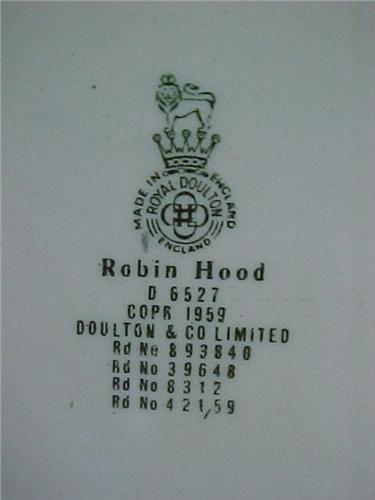 MADE IN ENGLAND
ROYAL DOULTON
ENGLAND
Robin Hood
D 6527
COPR 1959
DOULTON & CO LIMITED
Rd No 893840
Rd No 39648
Rd No 8312
Rd No 421/59